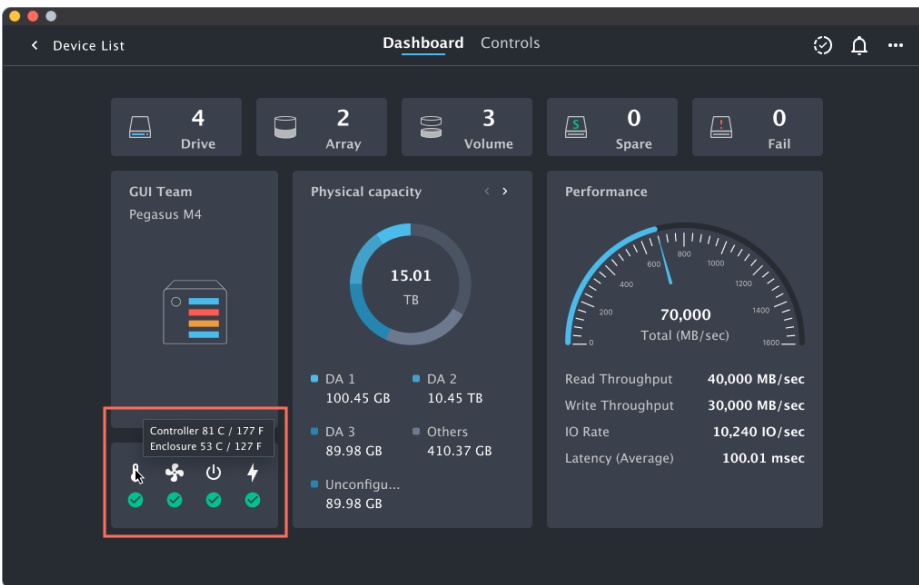 Device List
Dashboard Controls
4
Drive
2
Array
3
Volume
S
0
Spare
!
0
Fail
GUI Team
Pegasus M4
Controller 81 C / 177 F
Enclosure 53 C / 127 F
Physical capacity
15.01
TB
DA 1
100.45 GB
DA 2
10.45 TB
DA 3
89.98 GB
Others
410.37 GB
Unconfigu...
89.98 GB
Performance
0
200
400
600
800
1000
1200
1400
1600
70,000
Total (MB/sec)
Read Throughput 40,000 MB/sec
Write Throughput 30,000 MB/sec
IO Rate 10,240 IO/sec
Latency (Average) 100.01 msec